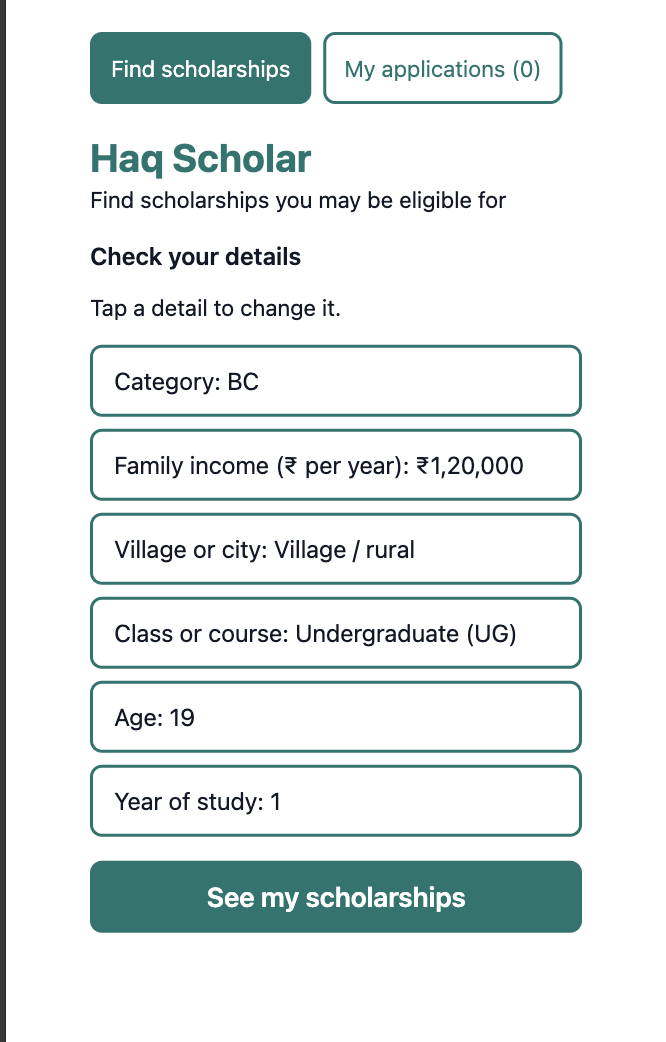 Find scholarships
My applications (0)
Haq Scholar
Find scholarships you may be eligible for
Check your details
Tap a detail to change it.
Category: BC
Family income (₹ per year): ₹1,20,000
Village or city: Village / rural
Class or course: Undergraduate (UG)
Age: 19
Year of study: 1
See my scholarships